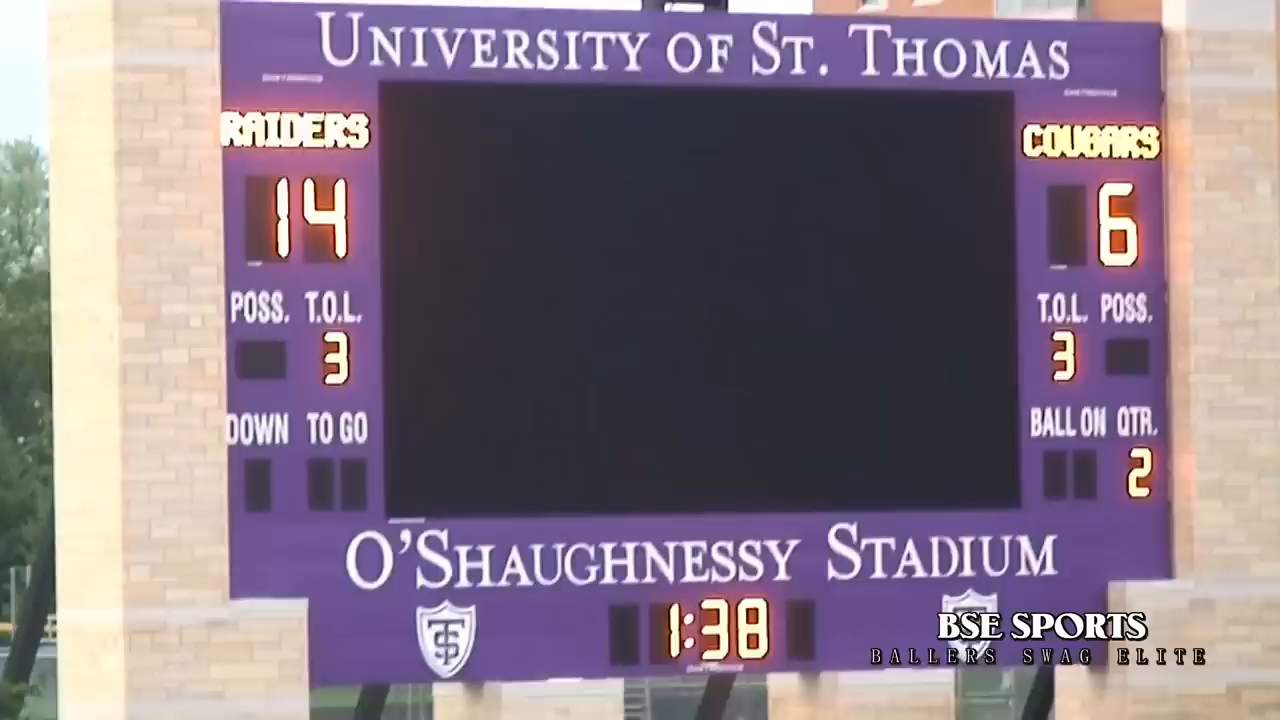 UNIVERSITY OF ST. THOMAS
RAIDERS
COUGARS
14
6
POSS. T.O.L.
T.O.L. POSS.
3
3
DOWN TO GO
BALL ON QTR.
2
O'SHAUGHNESSY STADIUM
1:38
BSE SPORTS
BALLERS SWAG ELITE